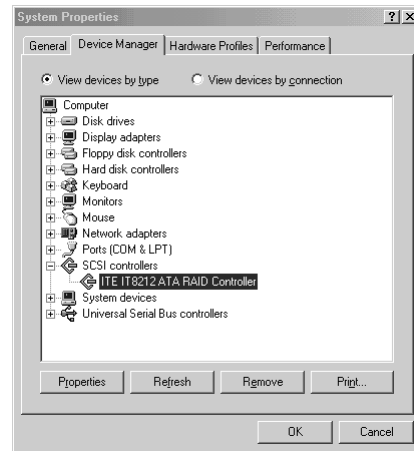 System Properties
General Device Manager Hardware Profiles Performance
View devices by type View devices by connection
Computer
Disk drives
Display adapters
Floppy disk controllers
Hard disk controllers
Keyboard
Monitors
Mouse
Network adapters
Ports (COM & LPT)
SCSI controllers
ITE IT8212 ATA RAID Controller
System devices
Universal Serial Bus controllers
Properties Refresh Remove Print...
OK Cancel